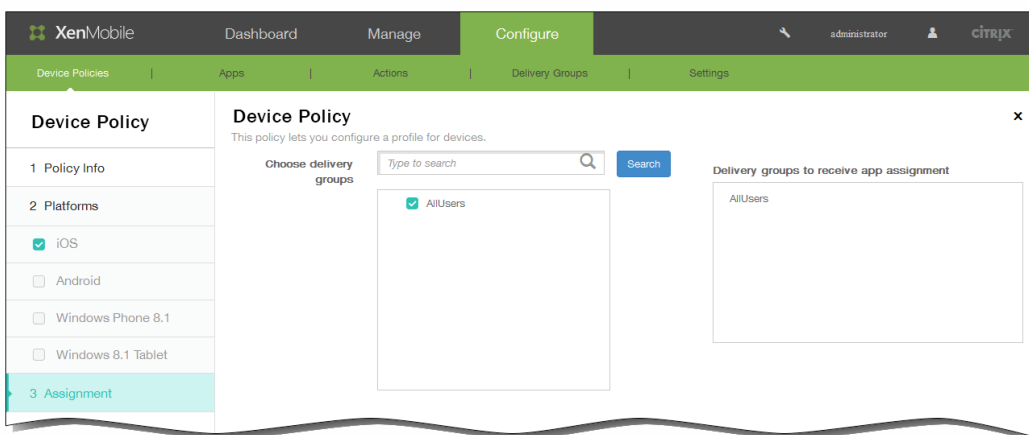 XenMobile Dashboard Manage Configure administrator CITRIX
Device Policies | Apps | Actions | Delivery Groups | Settings
Device Policy
1 Policy Info
2 Platforms
iOS
Android
Windows Phone 8.1
Windows 8.1 Tablet
3 Assignment
Device Policy x
This policy lets you configure a profile for devices.
Choose delivery
groups
Type to search
Search
AllUsers
Delivery groups to receive app assignment
AllUsers